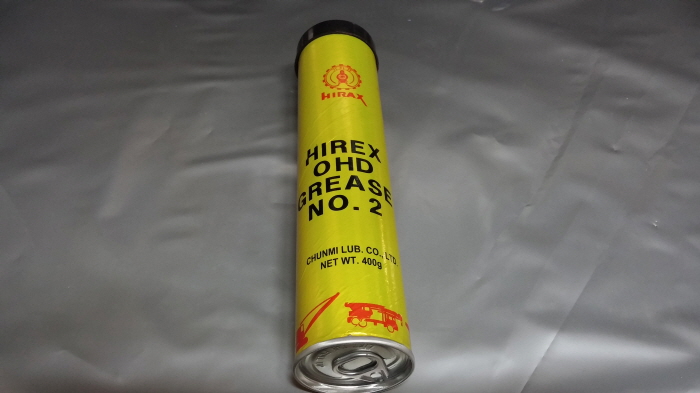 HIRAX
HIREX
OHD
GREASE
NO. 2
CHUNMI LUB. CO., LTD
NET WT. 400g